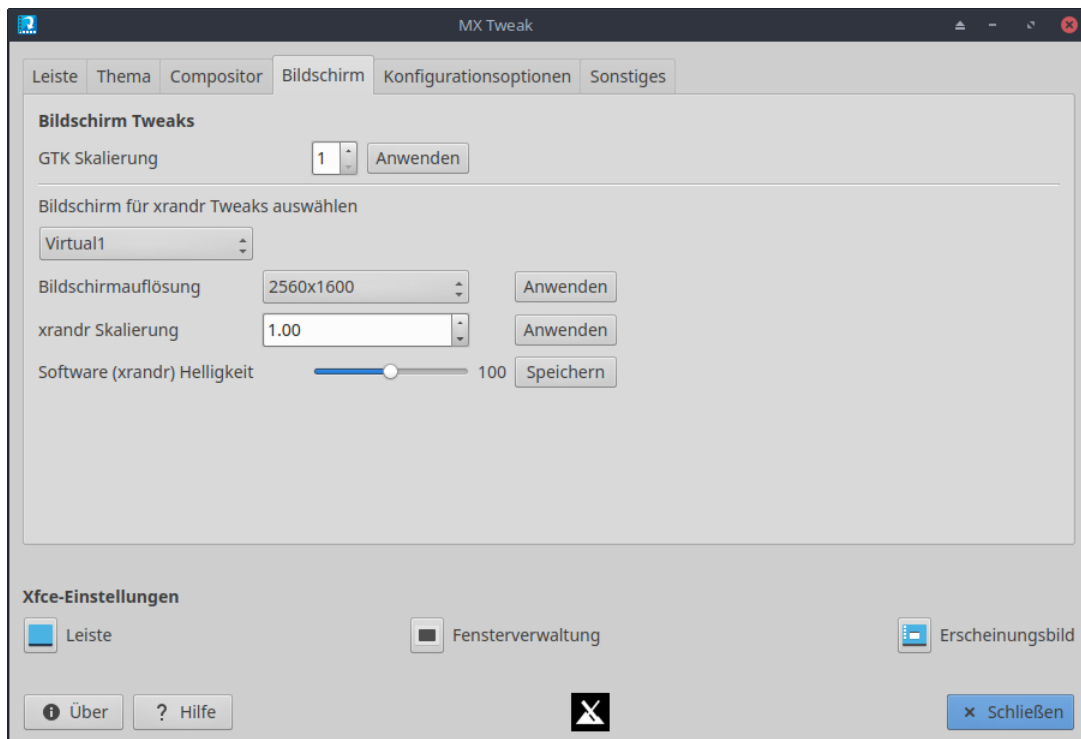 MX Tweak
Leiste Thema Compositor Bildschirm Konfigurationsoptionen Sonstiges
Bildschirm Tweaks
GTK Skalierung 1 Anwenden
Bildschirm für xrandr Tweaks auswählen
Virtual1
Bildschirmauflösung 2560x1600 Anwenden
xrandr Skalierung 1.00 Anwenden
Software (xrandr) Helligkeit 100 Speichern
Xfce-Einstellungen
Leiste Fensterverwaltung Erscheinungsbild
Über ? Hilfe × Schließen